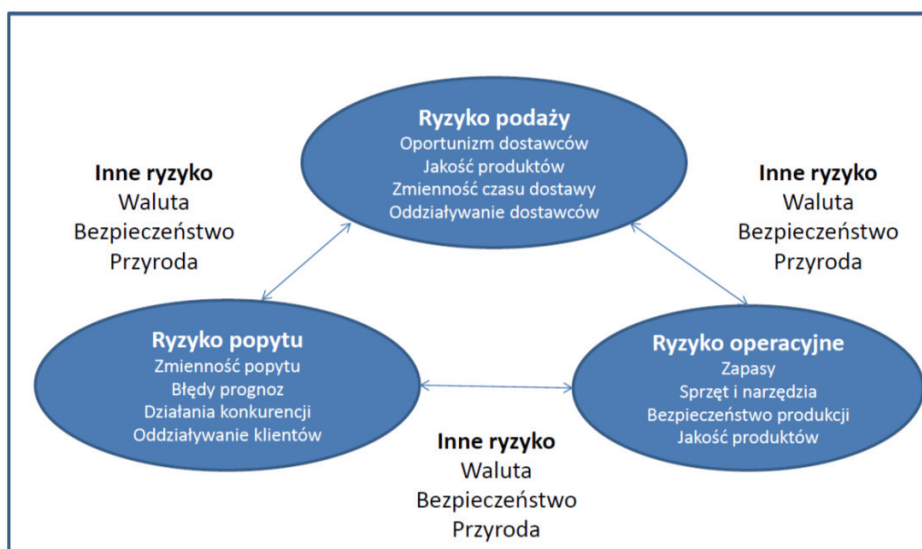 Ryzyko podaży
Oportunizm dostawców
Jakość produktów
Zmienność czasu dostawy
Oddziaływanie dostawców
Inne ryzyko
Waluta
Bezpieczeństwo
Przyroda
Inne ryzyko
Waluta
Bezpieczeństwo
Przyroda
Ryzyko popytu
Zmienność popytu
Błędy prognoz
Działania konkurencji
Oddziaływanie klientów
Ryzyko operacyjne
Zapasy
Sprzęt i narzędzia
Bezpieczeństwo produkcji
Jakość produktów
Inne ryzyko
Waluta
Bezpieczeństwo
Przyroda